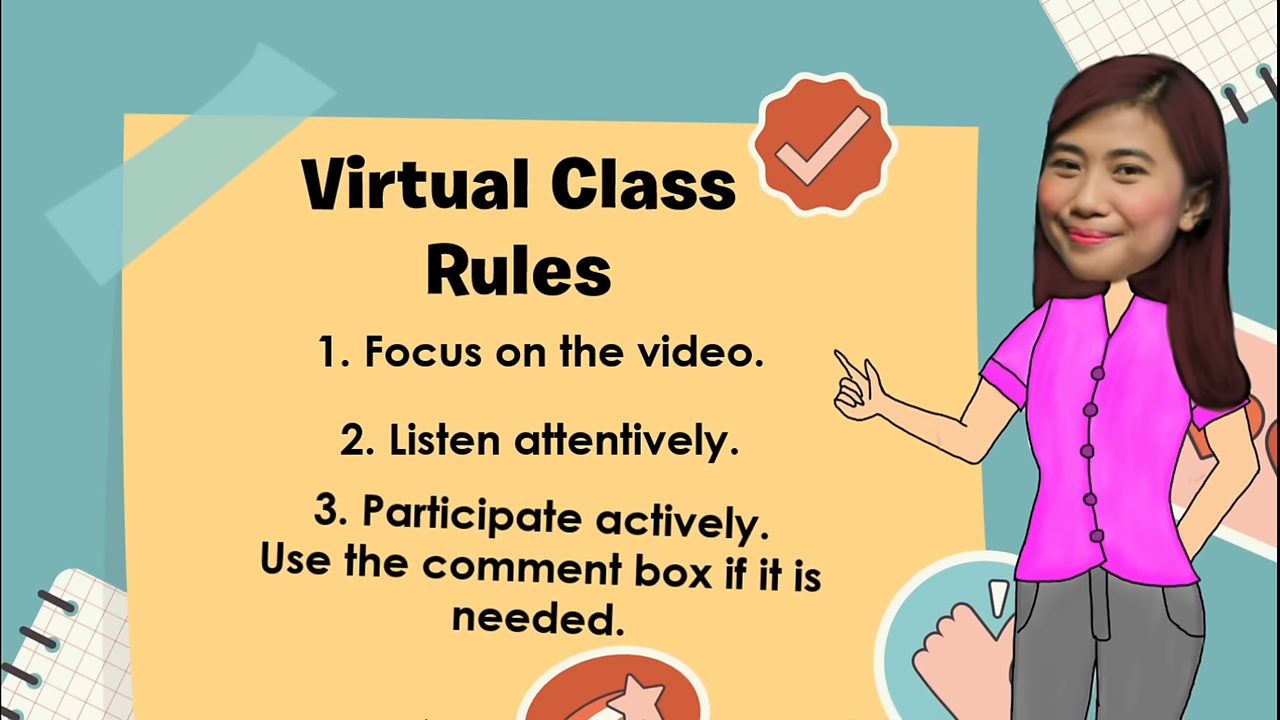 Virtual Class
Rules
1. Focus on the video.
2. Listen attentively.
3. Participate actively.
Use the comment box if it is
needed.